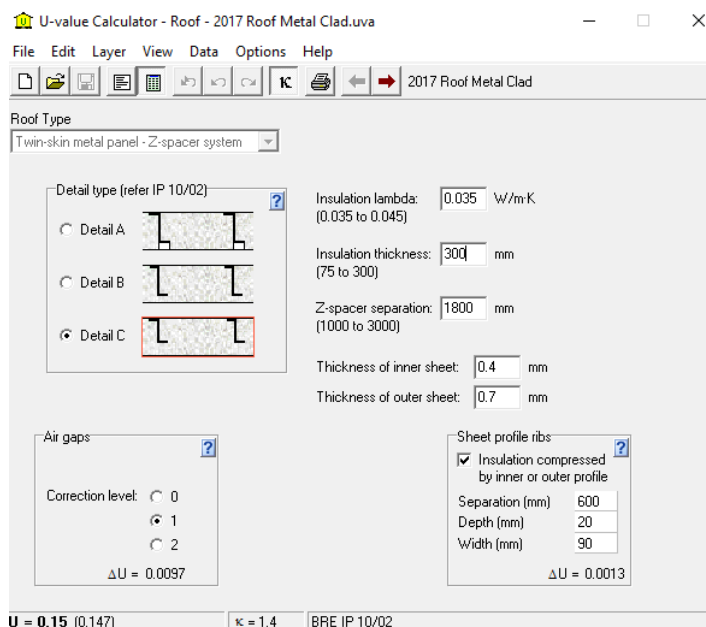 U-value Calculator - Roof - 2017 Roof Metal Clad.uva
File Edit Layer View Data Options Help
κ 2017 Roof Metal Clad
Roof Type
Twin-skin metal panel - Z-spacer system
Detail type (refer IP 10/02)
?
Detail A
Detail B
Detail C
Insulation lambda: 0.035 W/m·K
(0.035 to 0.045)
Insulation thickness: 300 mm
(75 to 300)
Z-spacer separation: 1800 mm
(1000 to 3000)
Thickness of inner sheet: 0.4 mm
Thickness of outer sheet: 0.7 mm
Air gaps
?
Correction level: 0
1
2
ΔU = 0.0097
Sheet profile ribs
?
Insulation compressed
by inner or outer profile
Separation (mm) 600
Depth (mm) 20
Width (mm) 90
ΔU = 0.0013
U = 0.15 (0.147) κ = 1.4 BRE IP 10/02